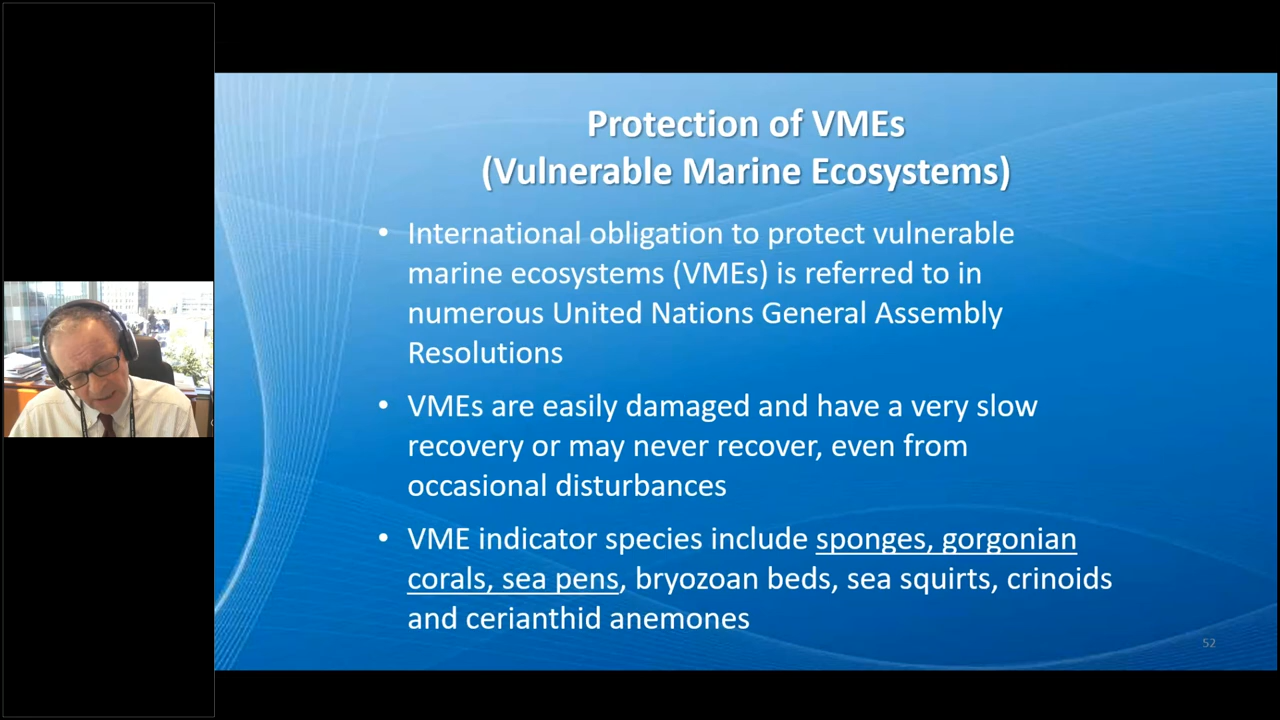 Protection of VMEs
(Vulnerable Marine Ecosystems)
• International obligation to protect vulnerable
marine ecosystems (VMEs) is referred to in
numerous United Nations General Assembly
Resolutions
• VMEs are easily damaged and have a very slow
recovery or may never recover, even from
occasional disturbances
• VME indicator species include sponges, gorgonian
corals, sea pens, bryozoan beds, sea squirts, crinoids
and cerianthid anemones
52